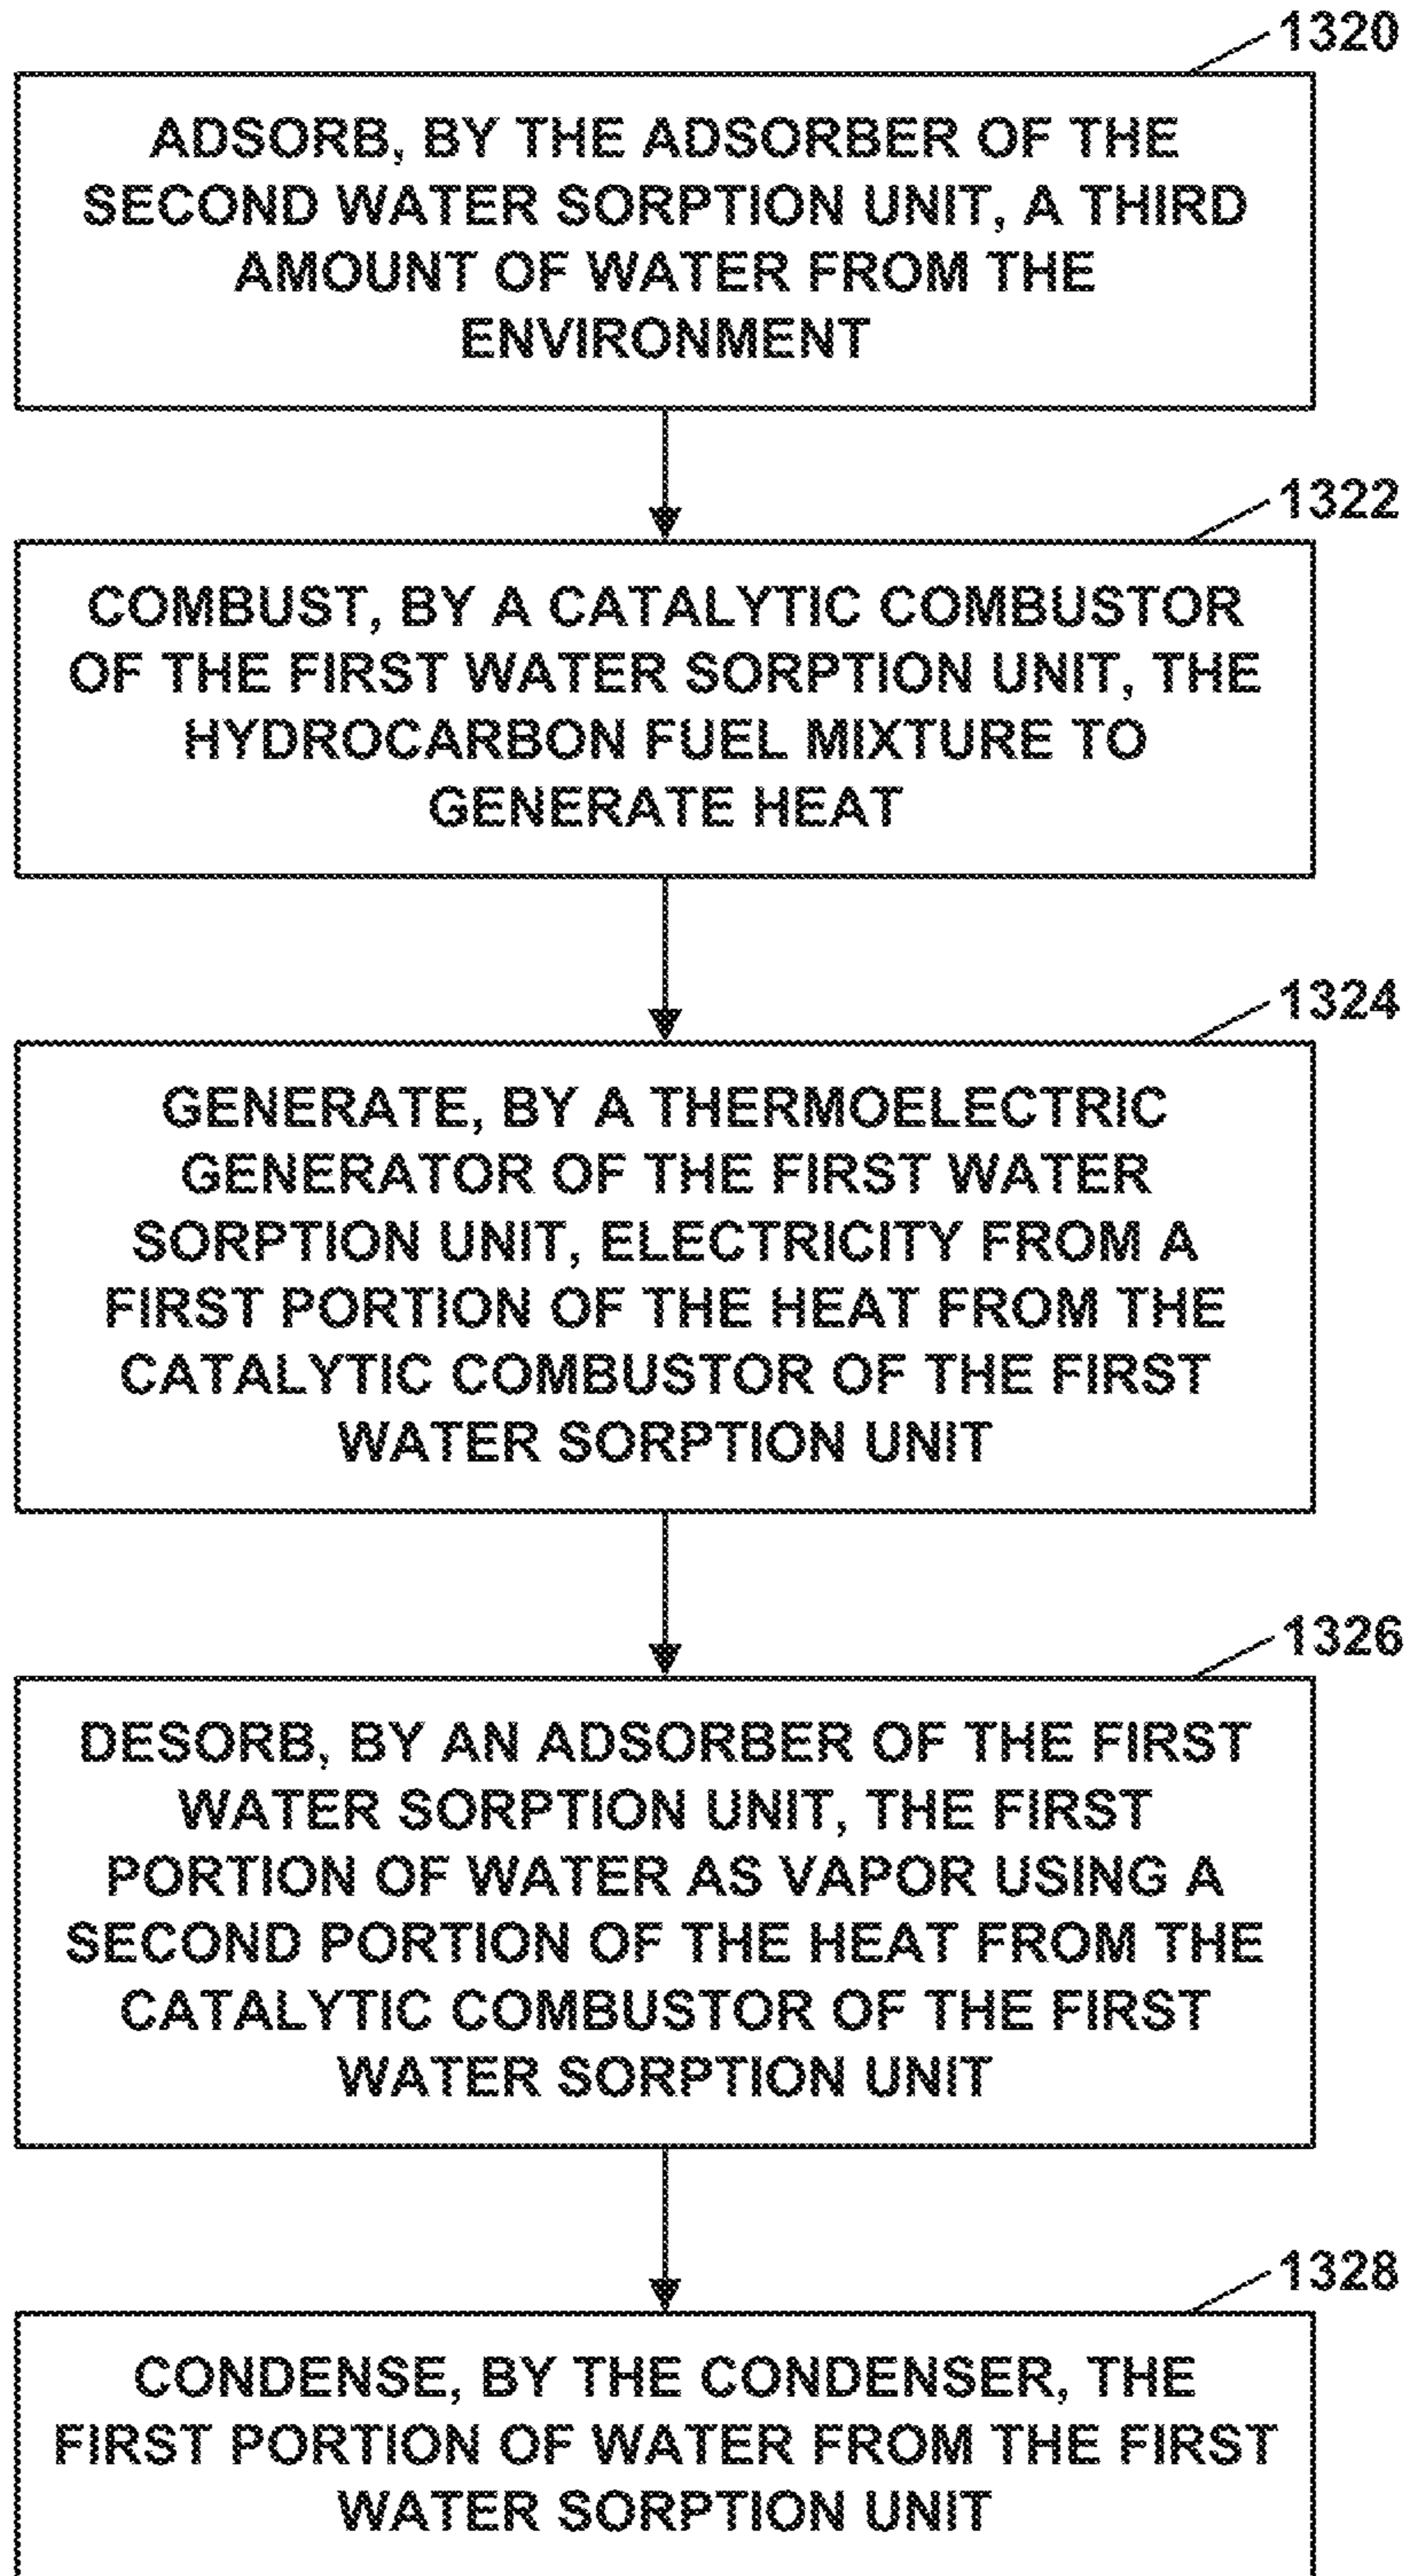 1320
ADSORB, BY THE ADSORBER OF THE
SECOND WATER SORPTION UNIT, A THIRD
AMOUNT OF WATER FROM THE
ENVIRONMENT
1322
COMBUST, BY A CATALYTIC COMBUSTOR
OF THE FIRST WATER SORPTION UNIT, THE
HYDROCARBON FUEL MIXTURE TO
GENERATE HEAT
1324
GENERATE, BY A THERMOELECTRIC
GENERATOR OF THE FIRST WATER
SORPTION UNIT, ELECTRICITY FROM A
FIRST PORTION OF THE HEAT FROM THE
CATALYTIC COMBUSTOR OF THE FIRST
WATER SORPTION UNIT
1326
DESORB, BY AN ADSORBER OF THE FIRST
WATER SORPTION UNIT, THE FIRST
PORTION OF WATER AS VAPOR USING A
SECOND PORTION OF THE HEAT FROM THE
CATALYTIC COMBUSTOR OF THE FIRST
WATER SORPTION UNIT
1328
CONDENSE, BY THE CONDENSER, THE
FIRST PORTION OF WATER FROM THE FIRST
WATER SORPTION UNIT